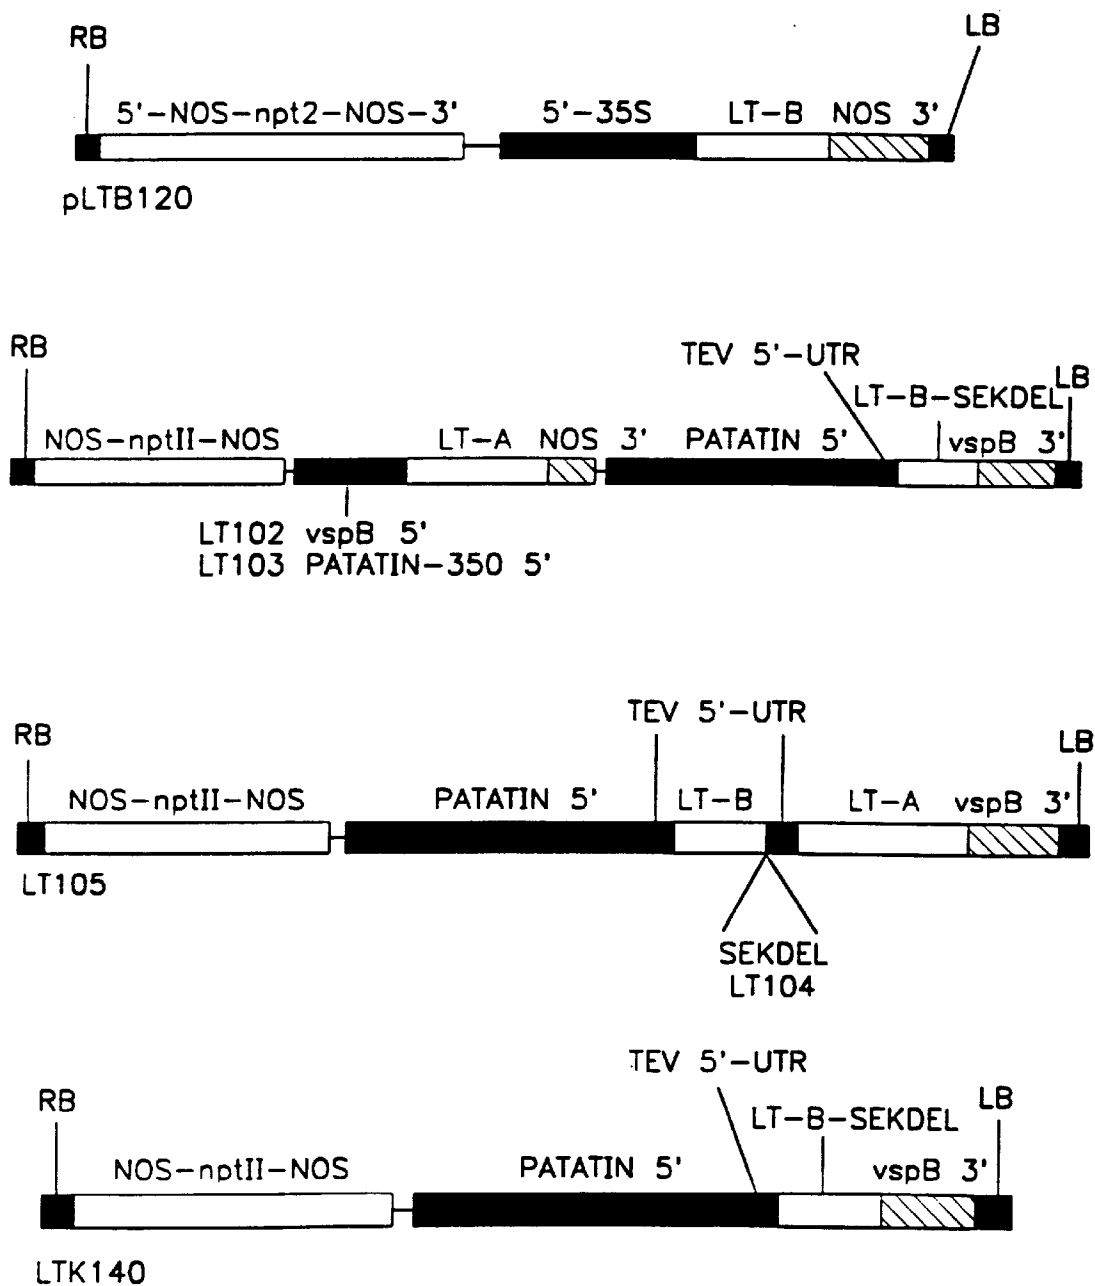 RB
LB
5'-NOS-npt2-NOS-3' 5'-35S LT-B NOS 3'
pLTB120
RB
TEV 5'-UTR
LB
LT-B-SEKDEL
NOS-nptII-NOS LT-A NOS 3' PATATIN 5' vspB 3'
LT102 vspB 5'
LT103 PATATIN-350 5'
TEV 5'-UTR
RB
LB
NOS-nptII-NOS PATATIN 5' LT-B LT-A vspB 3'
LT105
SEKDEL
LT104
TEV 5'-UTR
RB
LB
LT-B-SEKDEL
NOS-nptII-NOS PATATIN 5' vspB 3'
LTK140